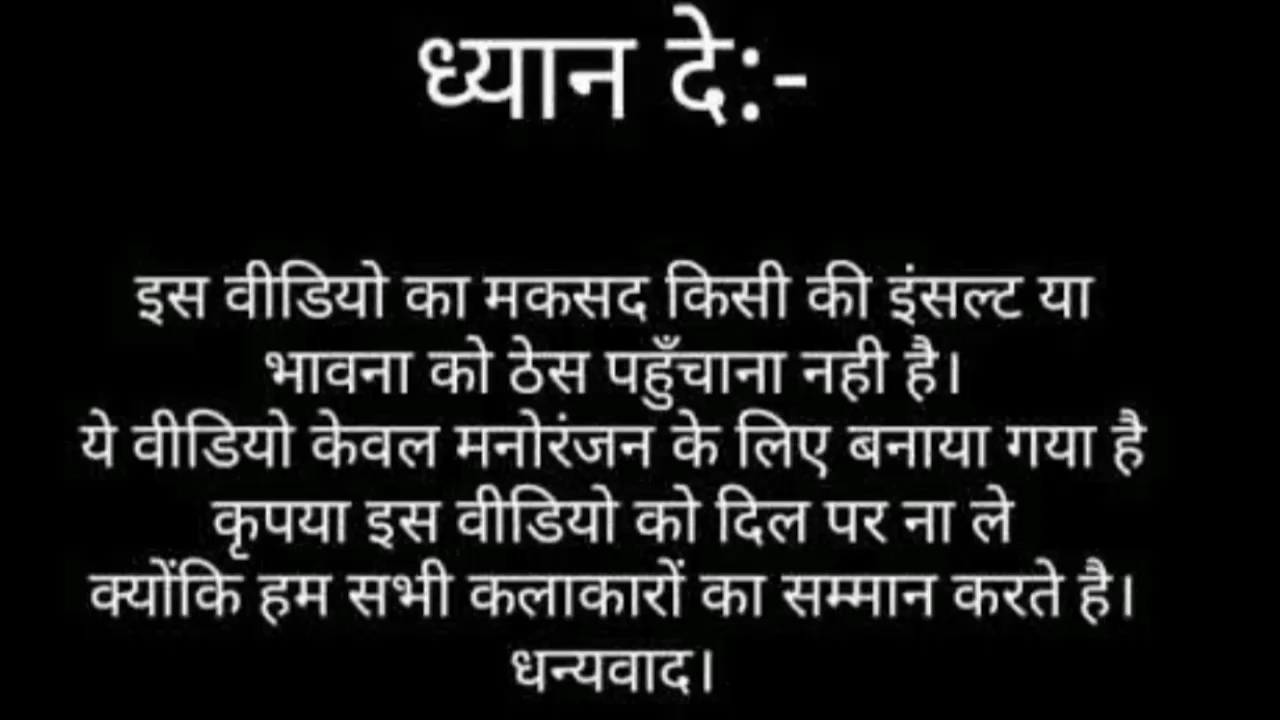 ध्यान दे:-
इस वीडियो का मकसद किसी की इंसल्ट या
भावना को ठेस पहुँचाना नही है।
ये वीडियो केवल मनोरंजन के लिए बनाया गया है
कृपया इस वीडियो को दिल पर ना ले
क्योंकि हम सभी कलाकारों का सम्मान करते है।
धन्यवाद।